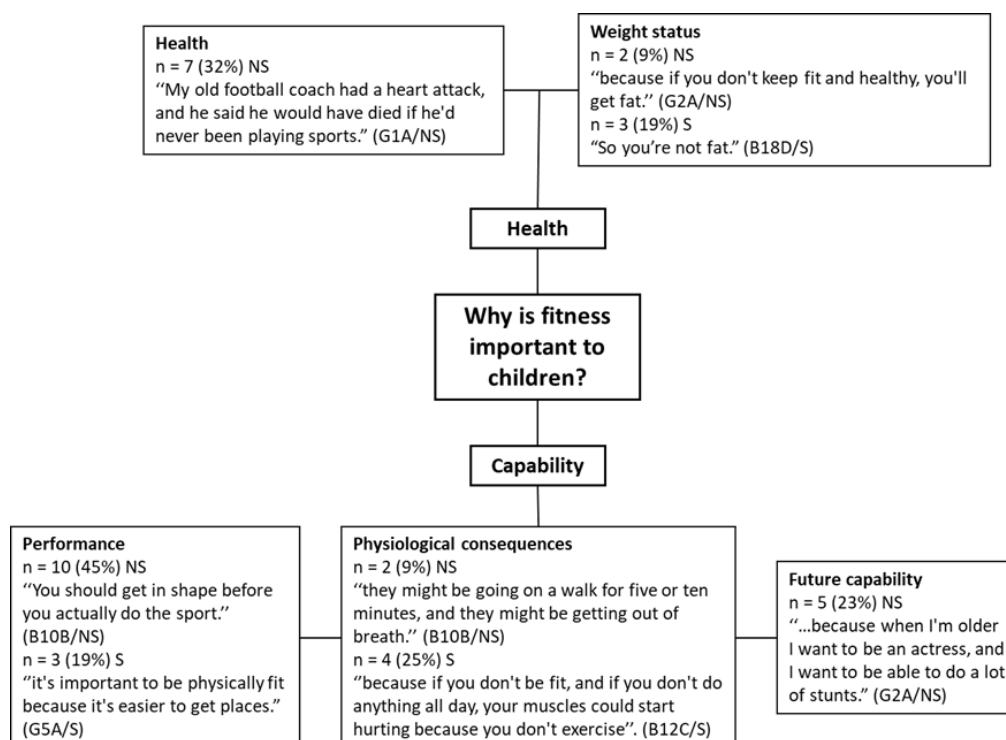 Health
n = 7 (32%) NS
‘‘My old football coach had a heart attack,
and he said he would have died if he'd
never been playing sports.” (G1A/NS)
Weight status
n = 2 (9%) NS
“because if you don't keep fit and healthy, you'll
get fat.” (G2A/NS)
n = 3 (19%) S
“So you’re not fat.” (B18D/S)
Health
Why is fitness
important to
children?
Capability
Performance
n = 10 (45%) NS
‘‘You should get in shape before
you actually do the sport.”
(B10B/NS)
n = 3 (19%) S
‘‘it's important to be physically fit
because it's easier to get places.”
(G5A/S)
Physiological consequences
n = 2 (9%) NS
‘‘they might be going on a walk for five or ten
minutes, and they might be getting out of
breath.” (B10B/NS)
n = 4 (25%) S
‘‘because if you don't be fit, and if you don't do
anything all day, your muscles could start
hurting because you don't exercise”. (B12C/S)
Future capability
n = 5 (23%) NS
‘‘...because when I'm older
I want to be an actress, and
I want to be able to do a lot
of stunts.” (G2A/NS)